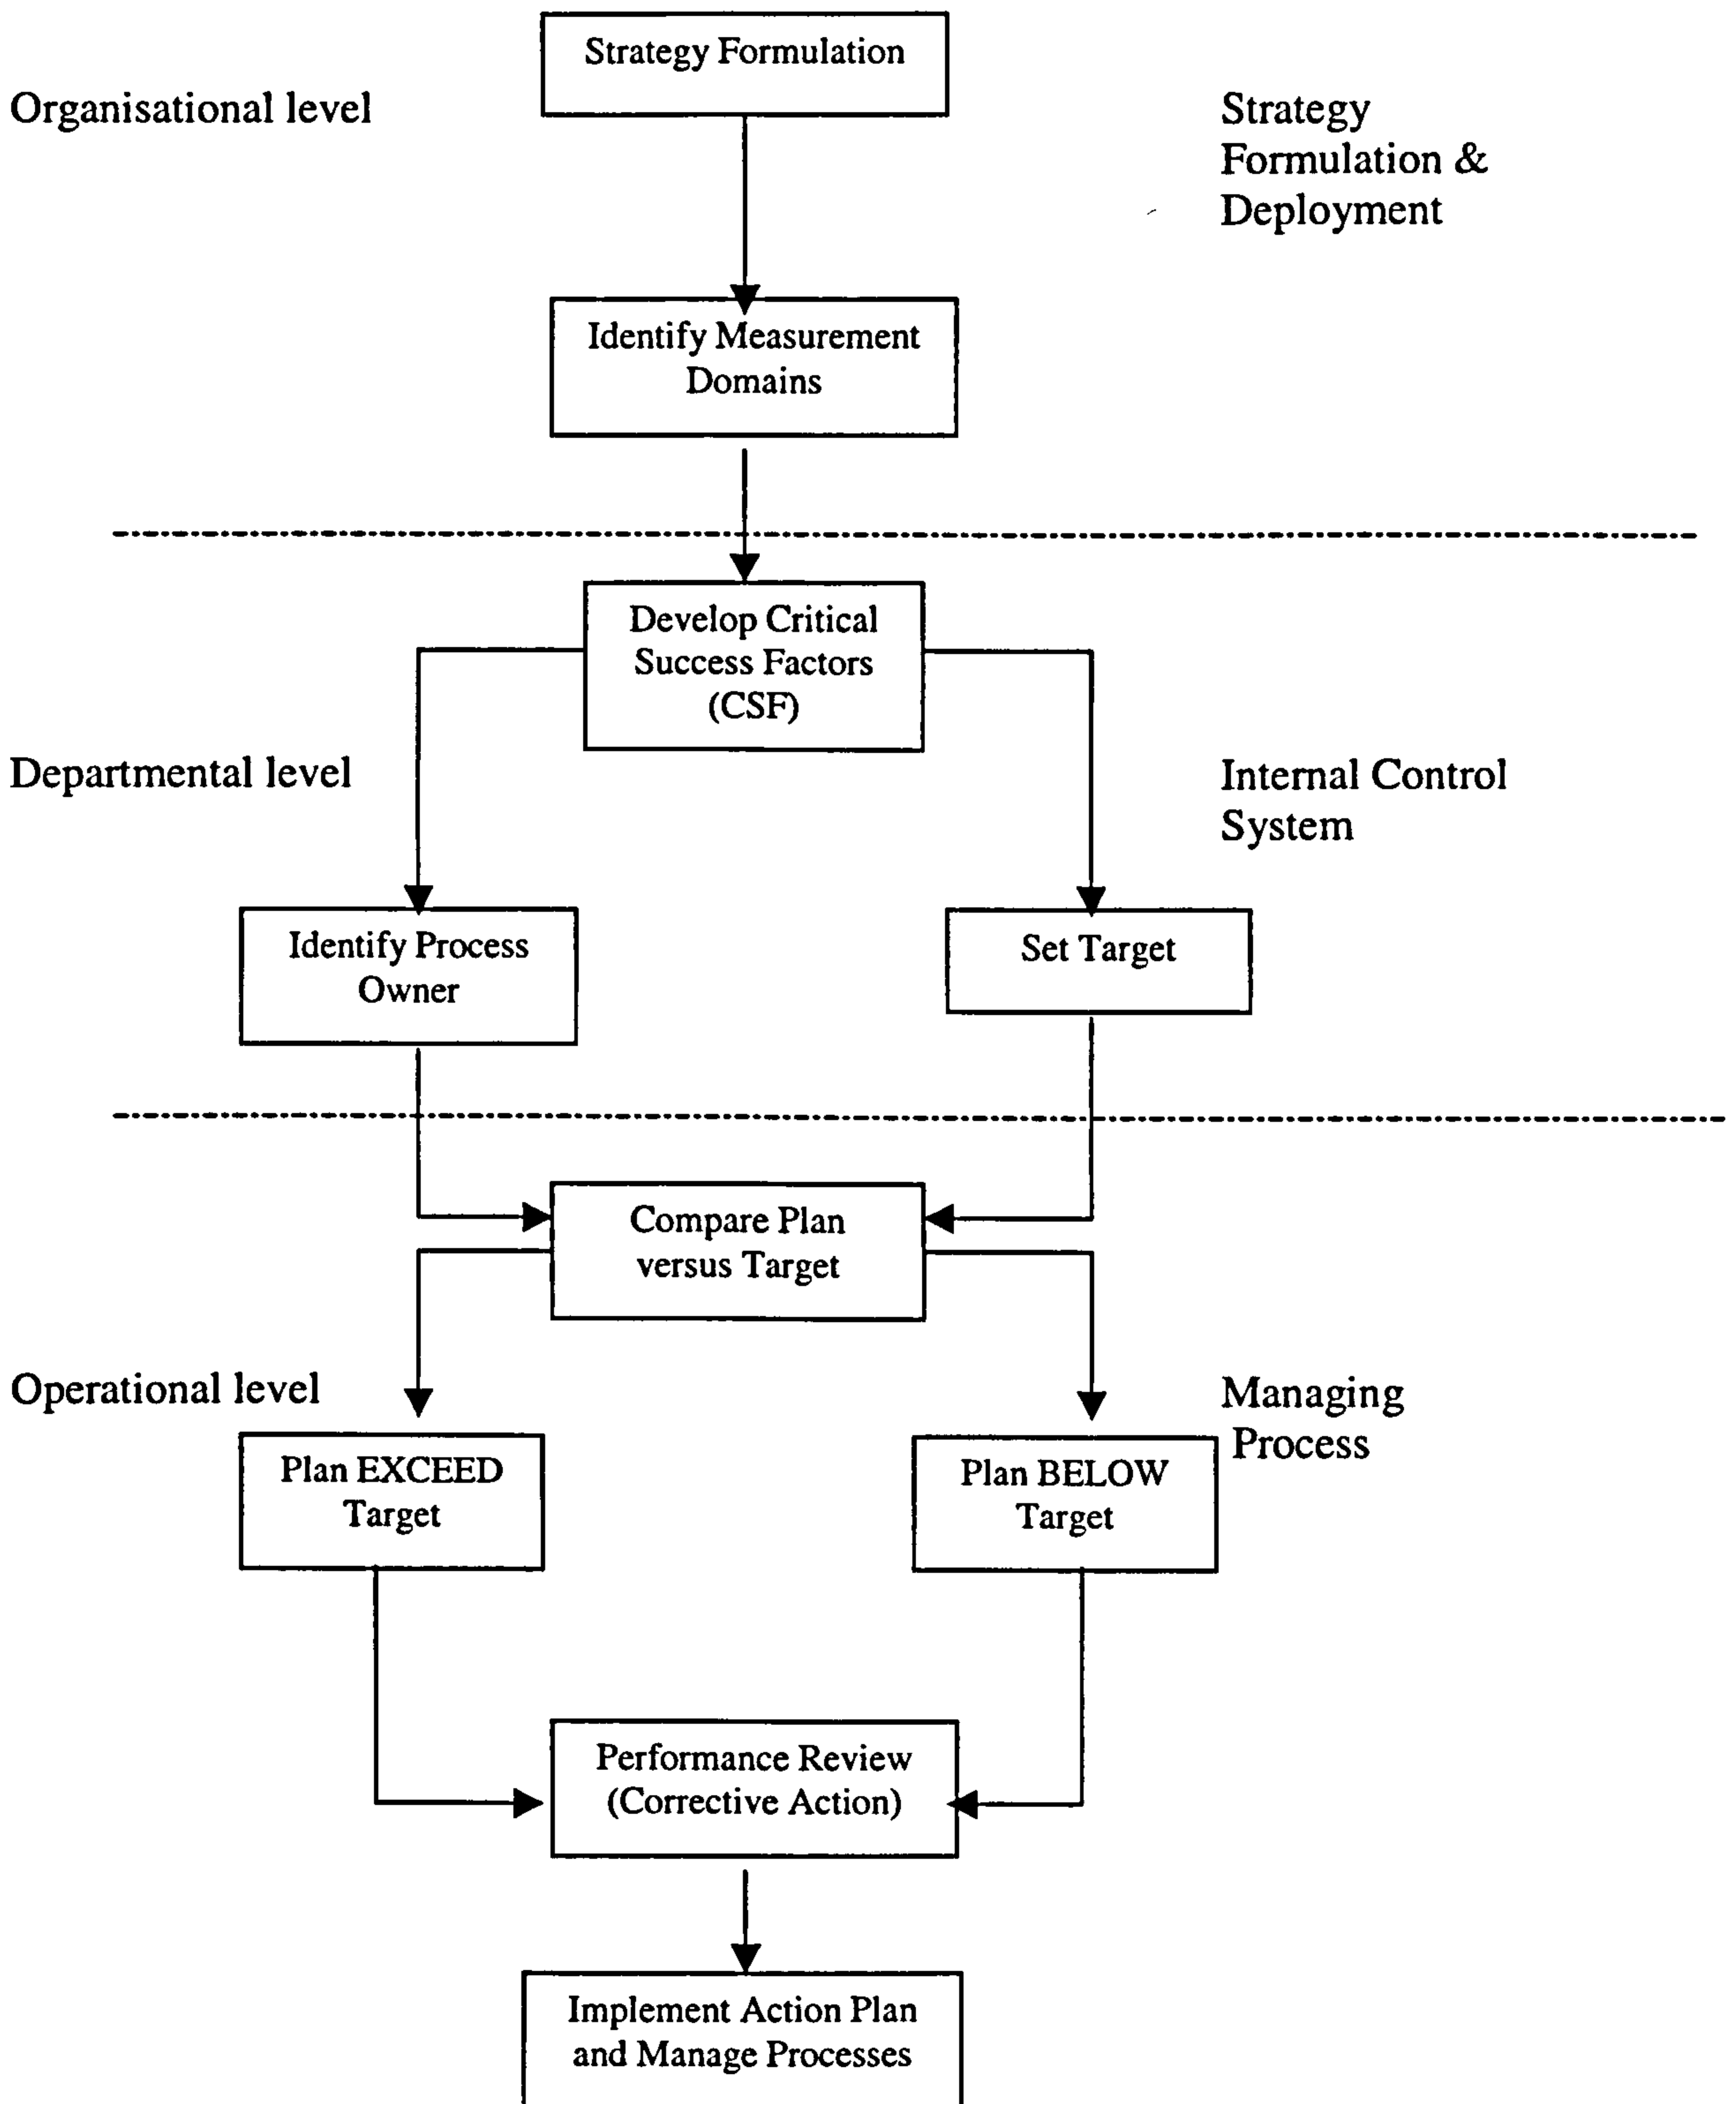 Strategy Formulation
Organisational level
Strategy
Formulation &
Deployment
Identify Measurement
Domains
Develop Critical
Success Factors
(CSF)
Departmental level
Internal Control
System
Identify Process
Owner
Set Target
Compare Plan
versus Target
Operational level
Managing
Process
Plan EXCEED
Target
Plan BELOW
Target
Performance Review
(Corrective Action)
Implement Action Plan
and Manage Processes